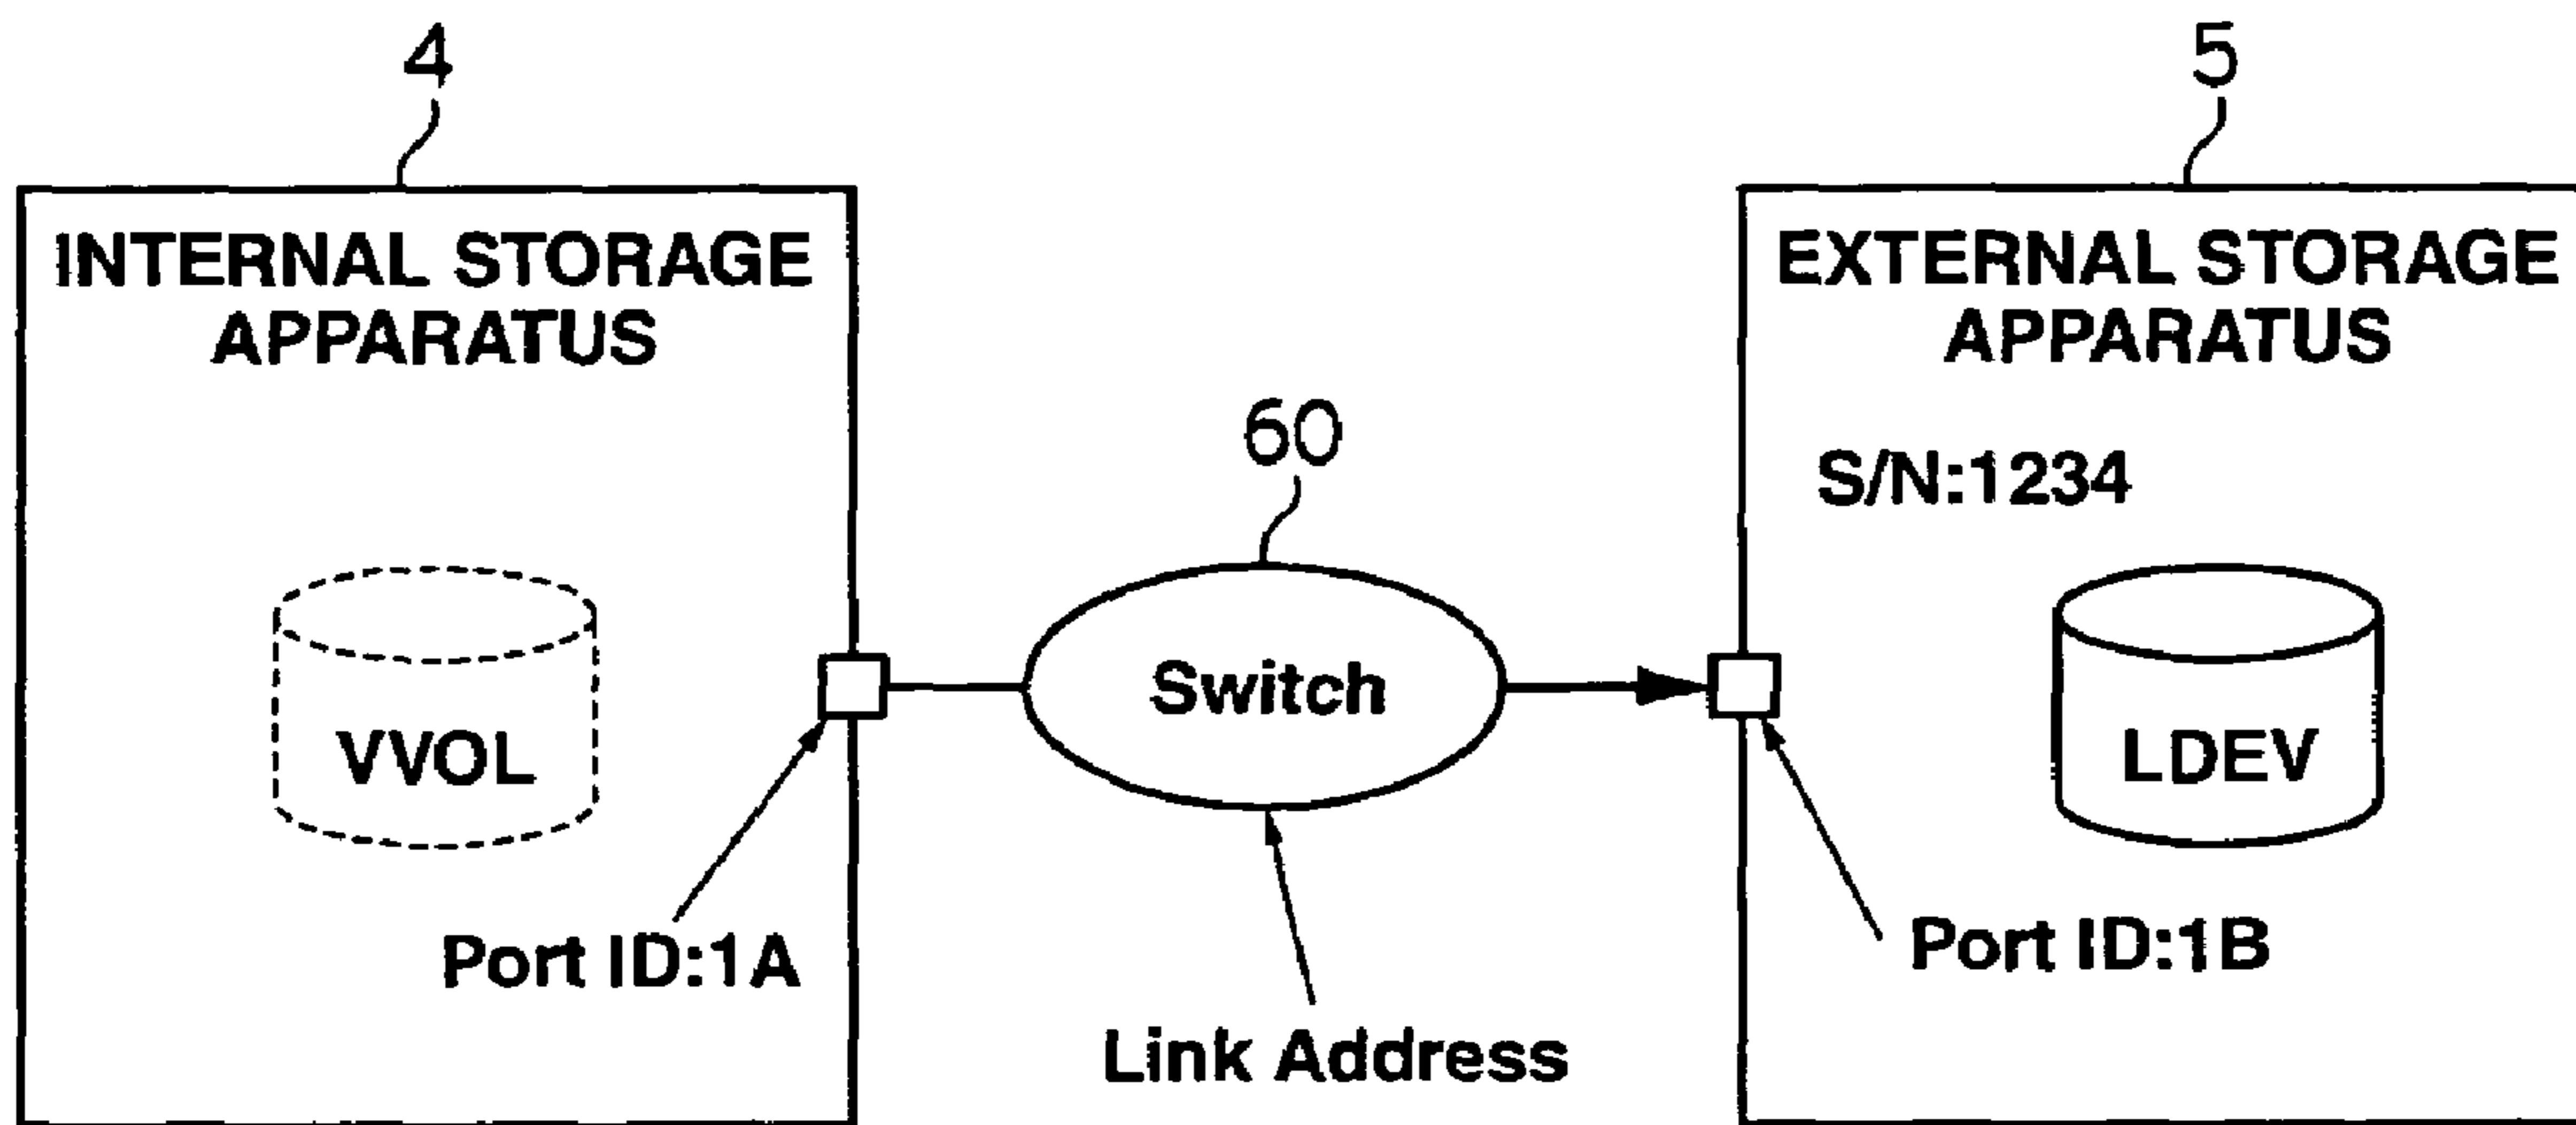 4
5
INTERNAL STORAGE
APPARATUS
EXTERNAL STORAGE
APPARATUS
60
S/N:1234
VVOL
Switch
LDEV
Port ID:1A
Port ID:1B
Link Address